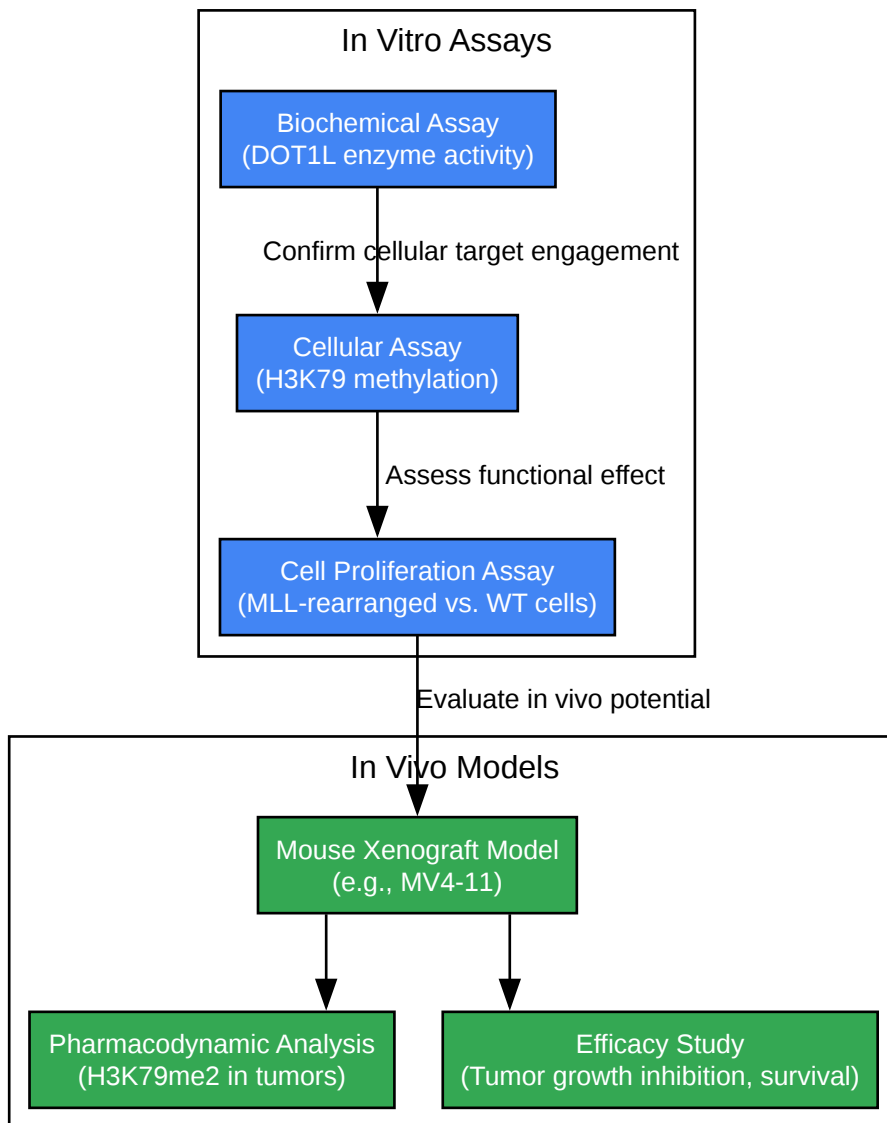 In Vitro Assays
Biochemical Assay
(DOT1L enzyme activity)
Confirm cellular target engagement
Cellular Assay
(H3K79 methylation)
Assess functional effect
Cell Proliferation Assay
(MLL-rearranged vs. WT cells)
Evaluate in vivo potential
In Vivo Models
Mouse Xenograft Model
(e.g., MV4-11)
Pharmacodynamic Analysis
(H3K79me2 in tumors)
Efficacy Study
(Tumor growth inhibition, survival)